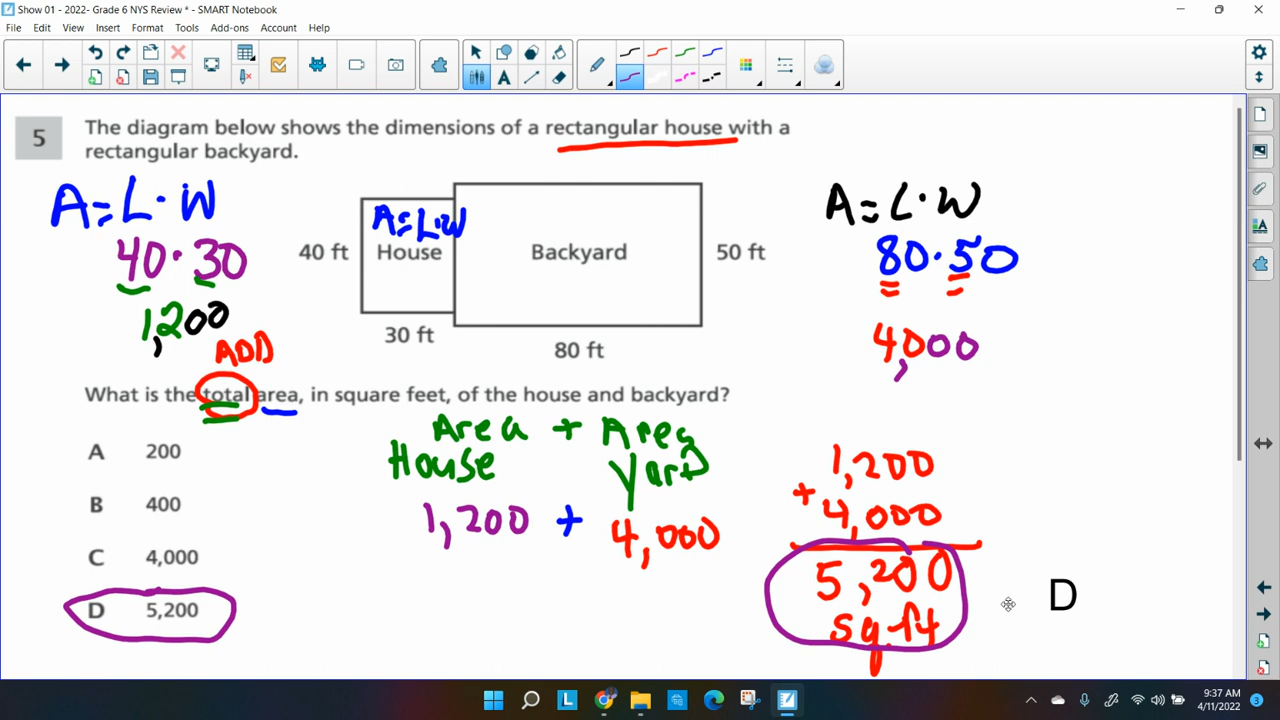 Show 01 - 2022- Grade 6 NYS Review * - SMART Notebook
File Edit View Insert Format Tools Add-ons Account Help
5
The diagram below shows the dimensions of a rectangular house with a
rectangular backyard.
A = L · W
40 · 30
1,200
A = L·W
House
40 ft
30 ft
Backyard
50 ft
80 ft
A = L · W
80 · 50
4,000
ADD
What is the total area, in square feet, of the house and backyard?
A 200
B 400
C 4,000
D 5,200
Area + Area
House Yard
1,200 + 4,000
1,200
+ 4,000
5,200
sq.ft
D
9:37 AM
4/11/2022
3